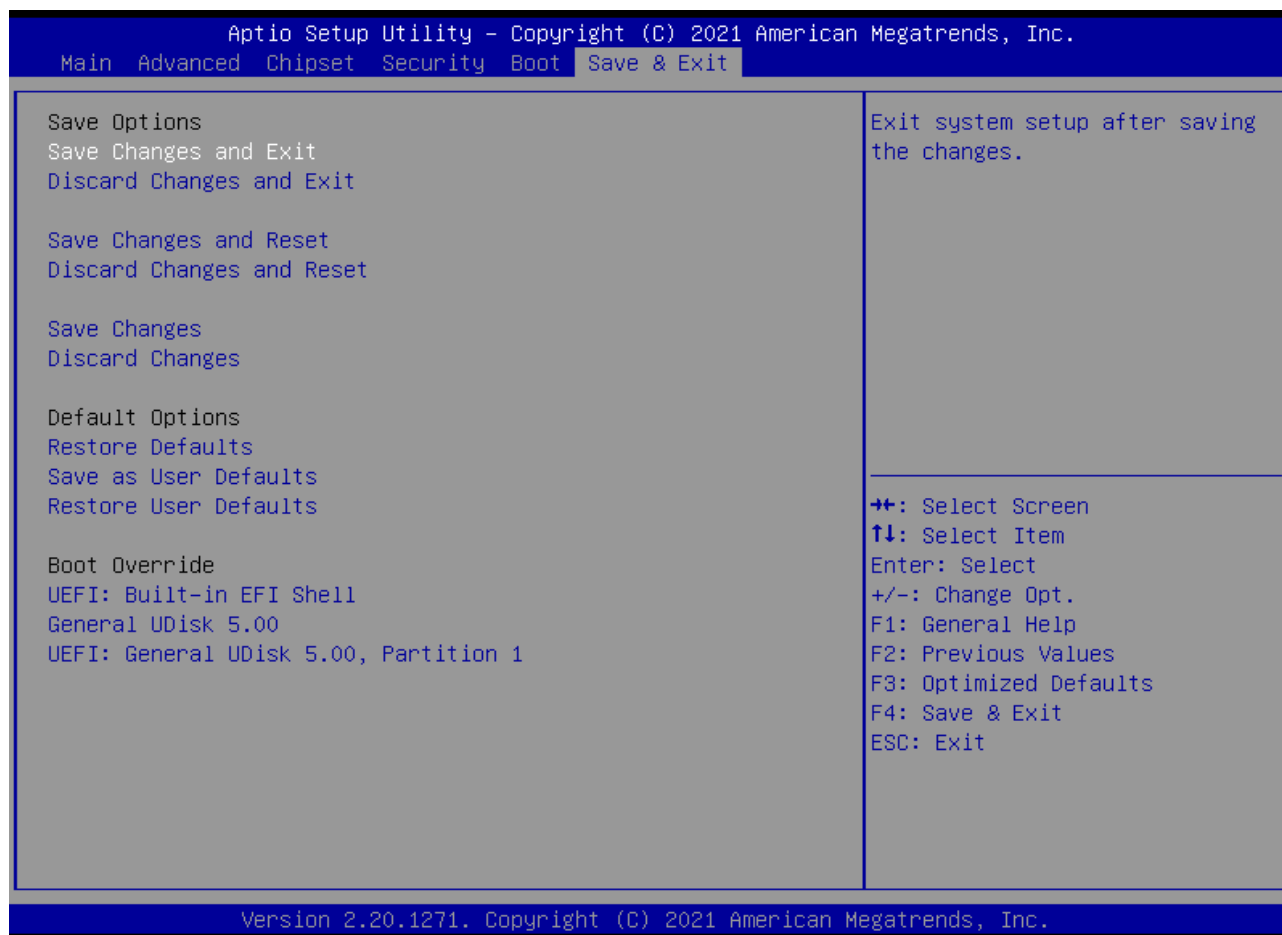 Aptio Setup Utility – Copyright (C) 2021 American Megatrends, Inc.
Main Advanced Chipset Security Boot Save & Exit
Save Options
Save Changes and Exit
Discard Changes and Exit
Save Changes and Reset
Discard Changes and Reset
Save Changes
Discard Changes
Default Options
Restore Defaults
Save as User Defaults
Restore User Defaults
Boot Override
UEFI: Built-in EFI Shell
General UDisk 5.00
UEFI: General UDisk 5.00, Partition 1
Exit system setup after saving
the changes.
→←: Select Screen
↑↓: Select Item
Enter: Select
+/-: Change Opt.
F1: General Help
F2: Previous Values
F3: Optimized Defaults
F4: Save & Exit
ESC: Exit
Version 2.20.1271. Copyright (C) 2021 American Megatrends, Inc.